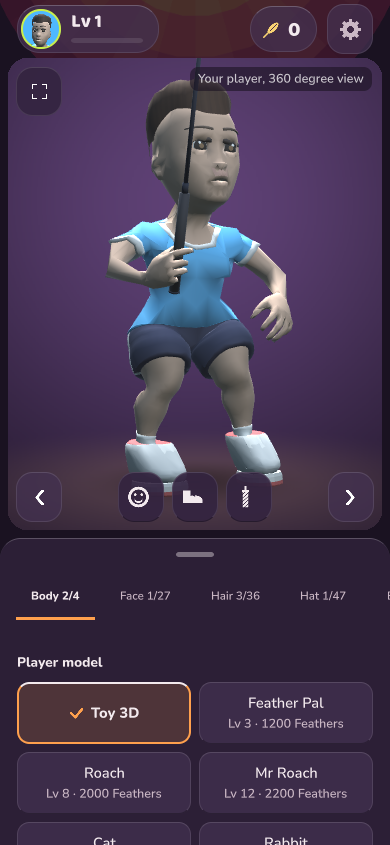 Lv 1
0
Your player, 360 degree view
Body 2/4
Face 1/27
Hair 3/36
Hat 1/47
Player model
Toy 3D
Feather Pal
Lv 3 · 1200 Feathers
Roach
Lv 8 · 2000 Feathers
Mr Roach
Lv 12 · 2200 Feathers
Cat
Rabbit